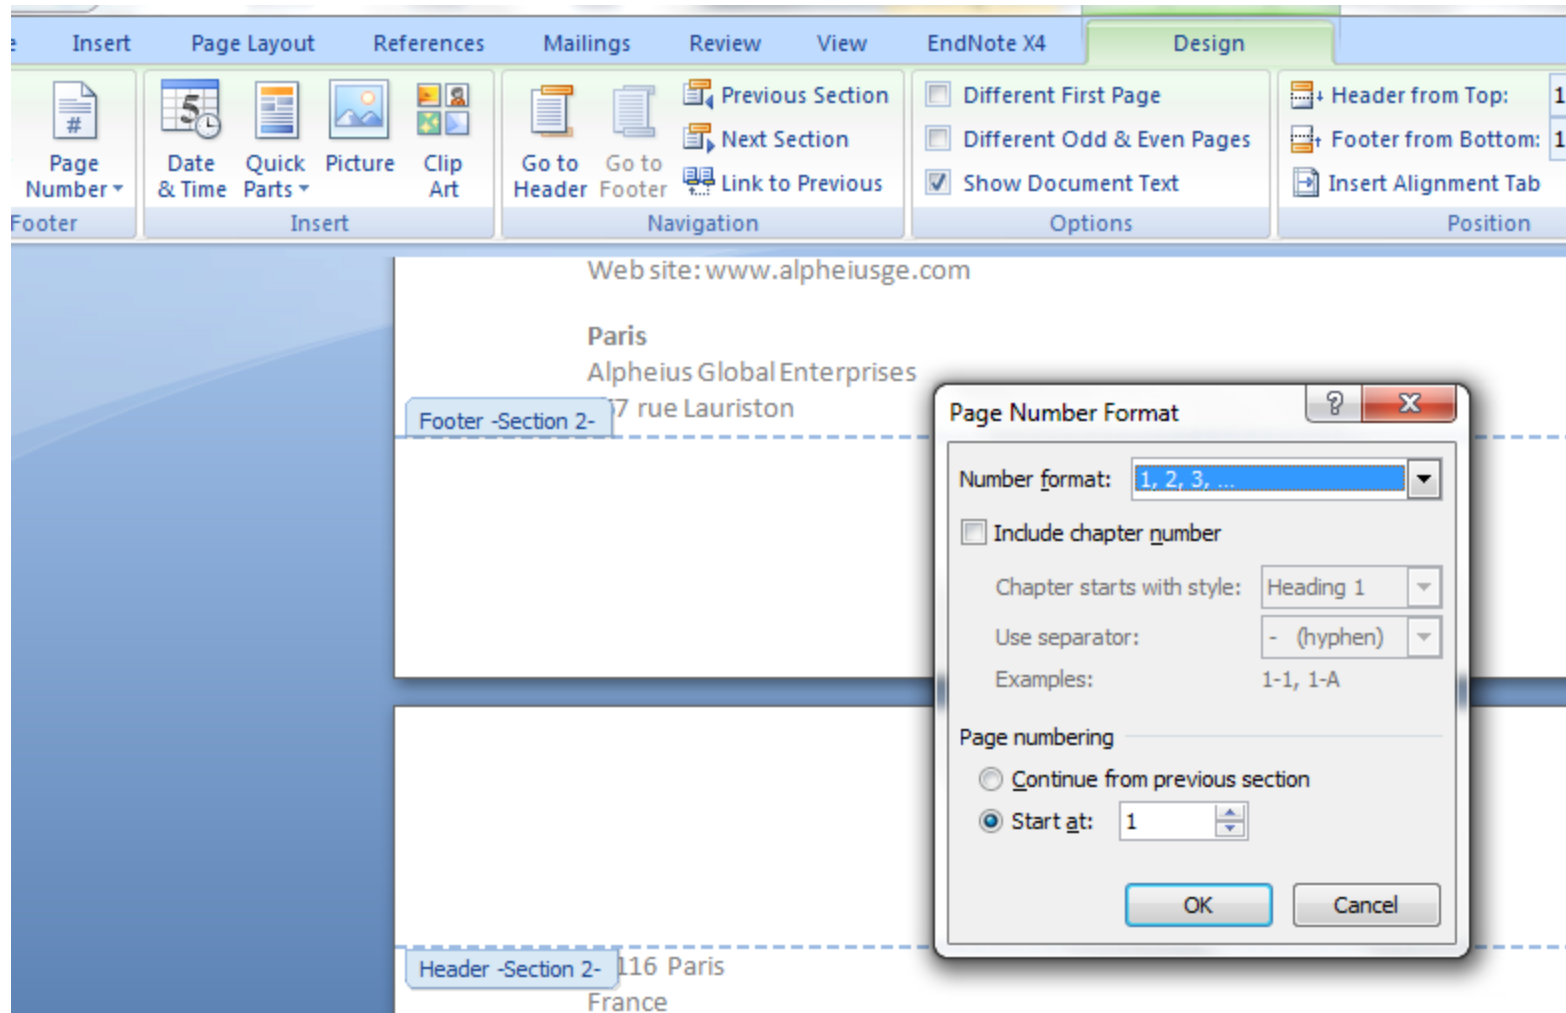 Insert Page Layout References Mailings Review View EndNote X4 Design
Page Number
Date & Time
Quick Parts
Picture
Clip Art
Go to Header
Go to Footer
Previous Section
Next Section
Link to Previous
Different First Page
Different Odd & Even Pages
Show Document Text
Header from Top: 1
Footer from Bottom: 1
Insert Alignment Tab
Footer Insert Navigation Options Position
Web site: www.alpheiusge.com
Paris
Alpheius Global Enterprises
7 rue Lauriston
Footer -Section 2-
Page Number Format
Number format: 1, 2, 3, ...
Include chapter number
Chapter starts with style: Heading 1
Use separator: - (hyphen)
Examples: 1-1, 1-A
Page numbering
Continue from previous section
Start at: 1
OK Cancel
Header -Section 2-
116 Paris
France